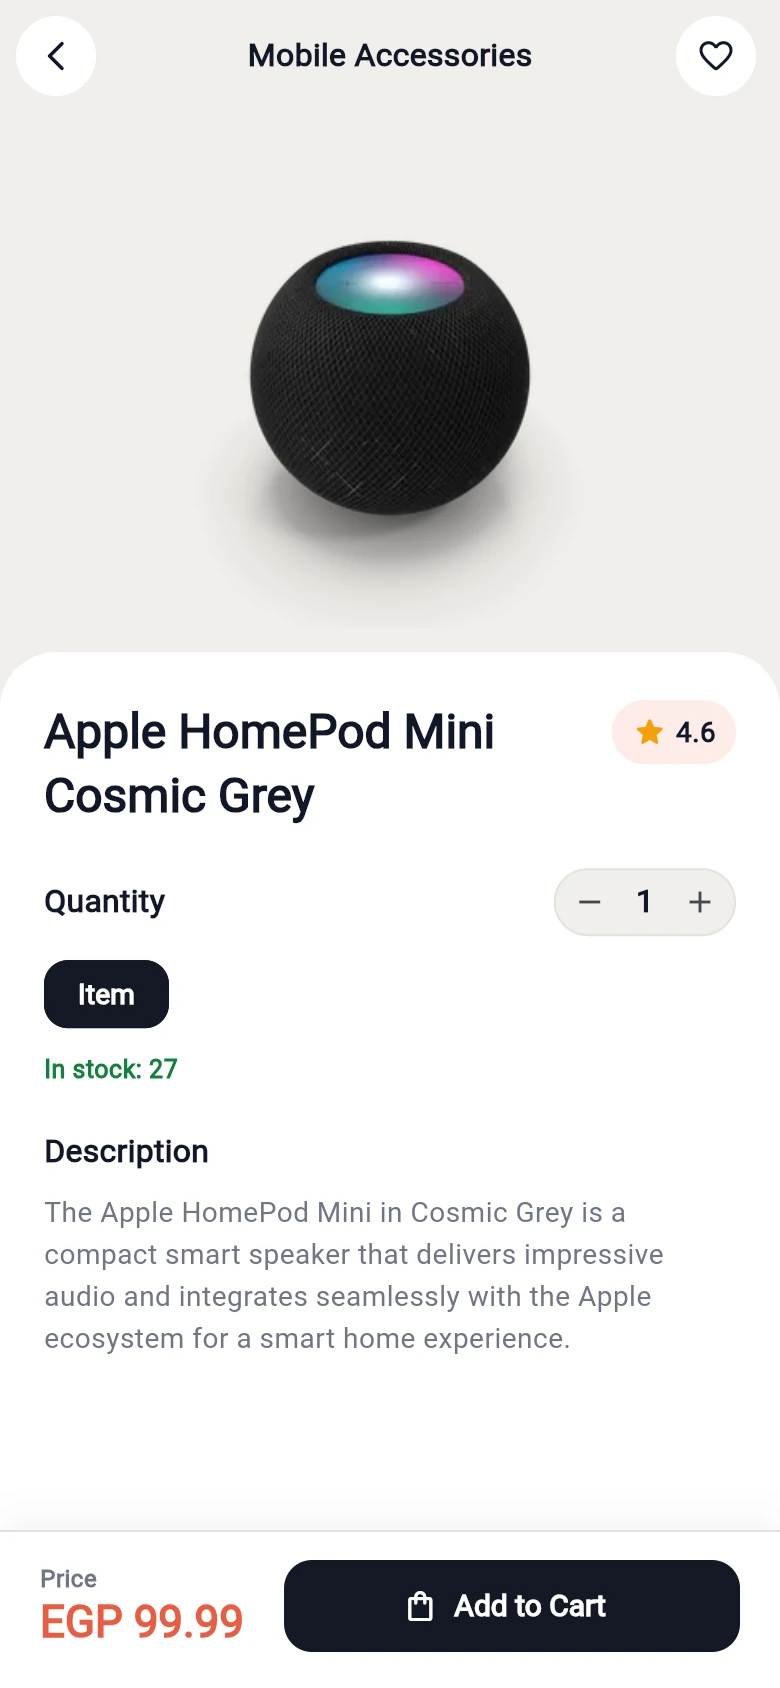 Mobile Accessories
Apple HomePod Mini
Cosmic Grey
4.6
Quantity
1
Item
In stock: 27
Description
The Apple HomePod Mini in Cosmic Grey is a
compact smart speaker that delivers impressive
audio and integrates seamlessly with the Apple
ecosystem for a smart home experience.
Price
EGP 99.99
Add to Cart